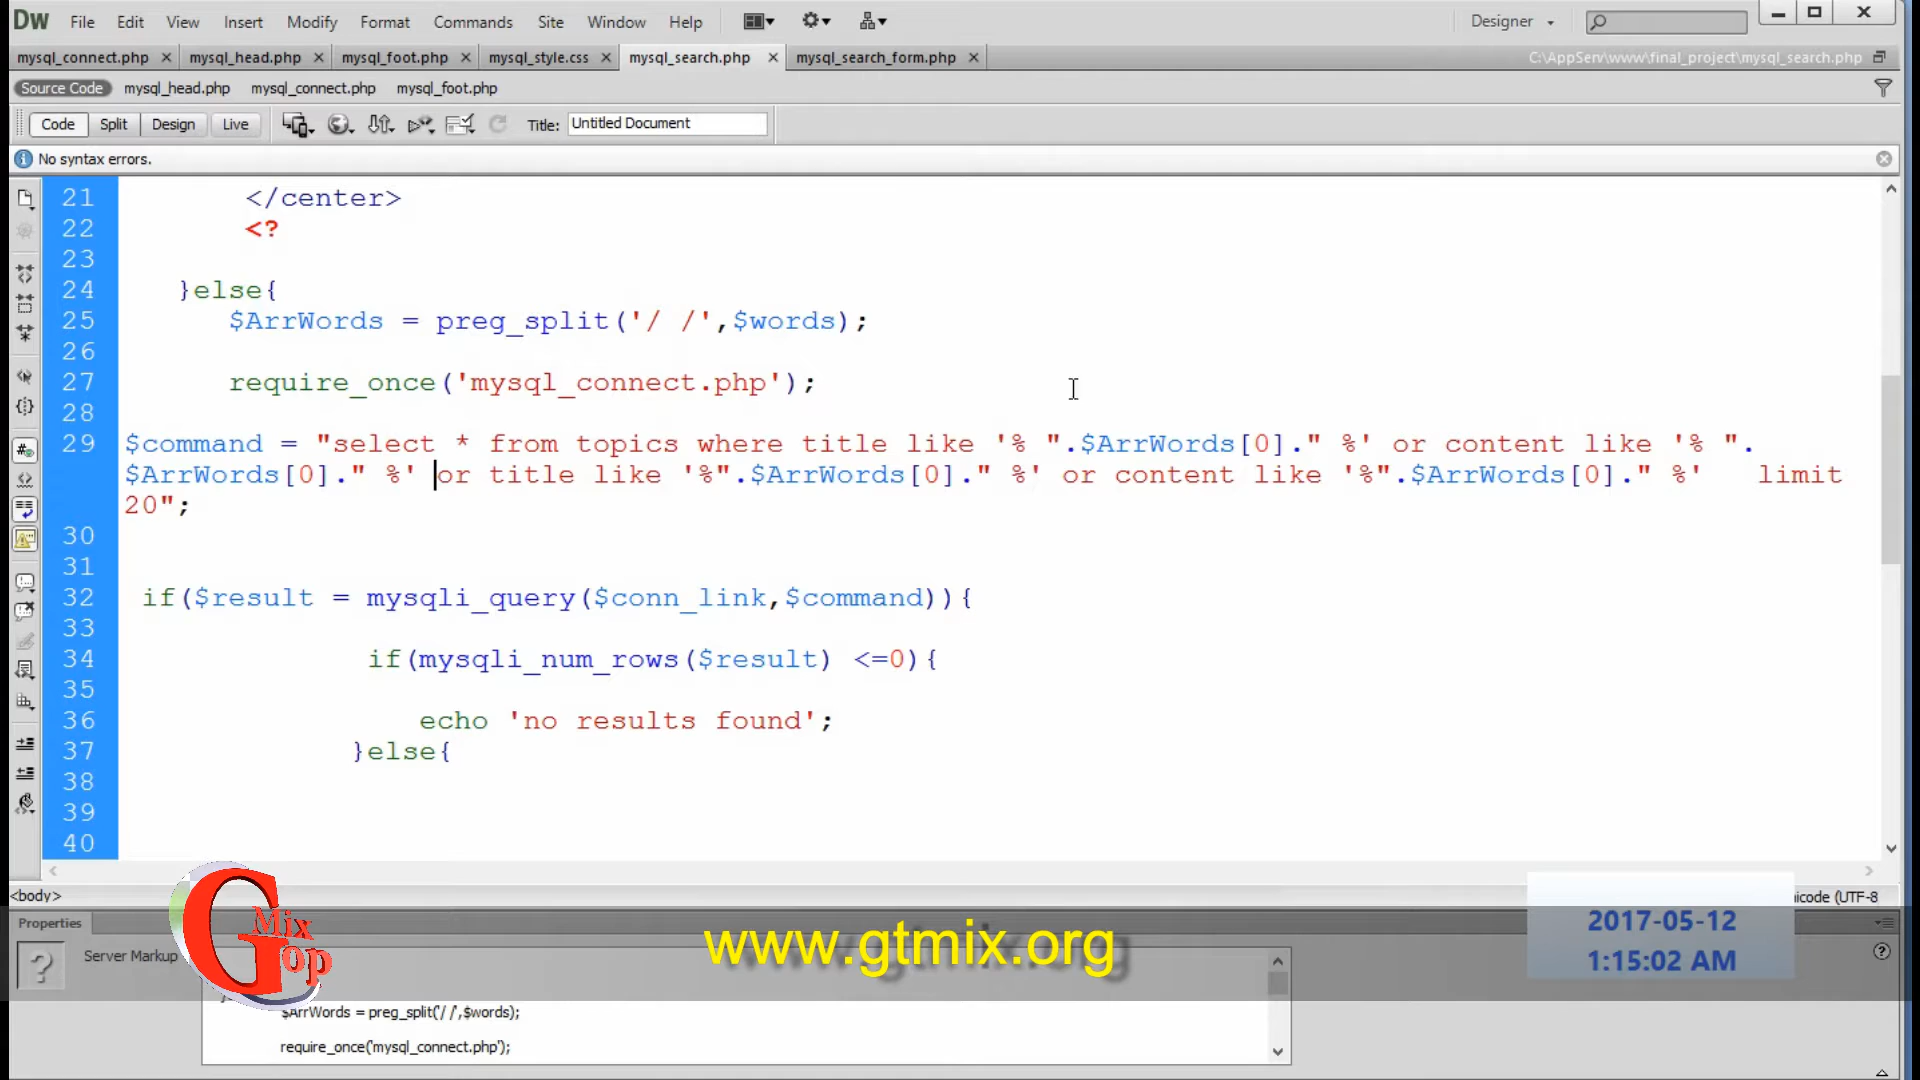 Dw File Edit View Insert Modify Format Commands Site Window Help Designer
mysql_connect.php mysql_head.php mysql_foot.php mysql_style.css mysql_search.php mysql_search_form.php C:\AppServ\www\final_project\mysql_search.php
Source Code mysql_head.php mysql_connect.php mysql_foot.php
Code Split Design Live Title: Untitled Document
No syntax errors.
21 </center>
22 <?
23
24 }else{
25 $ArrWords = preg_split('/ /',$words);
26
27 require_once('mysql_connect.php');
28
29 $command = "select * from topics where title like '% ".$ArrWords[0]." %' or content like '% ".
$ArrWords[0]." %' or title like '%".$ArrWords[0]." %' or content like '%".$ArrWords[0]." %' limit
20";
30
31
32 if($result = mysqli_query($conn_link,$command)){
33
34 if(mysqli_num_rows($result) <=0){
35
36 echo 'no results found';
37 }else{
38
39
40
<body> nicode (UTF-8
Properties
Server Markup
G Mix Top
www.gtmix.org
2017-05-12
1:15:02 AM
$ArrWords = preg_split('/ /',$words);
require_once('mysql_connect.php');